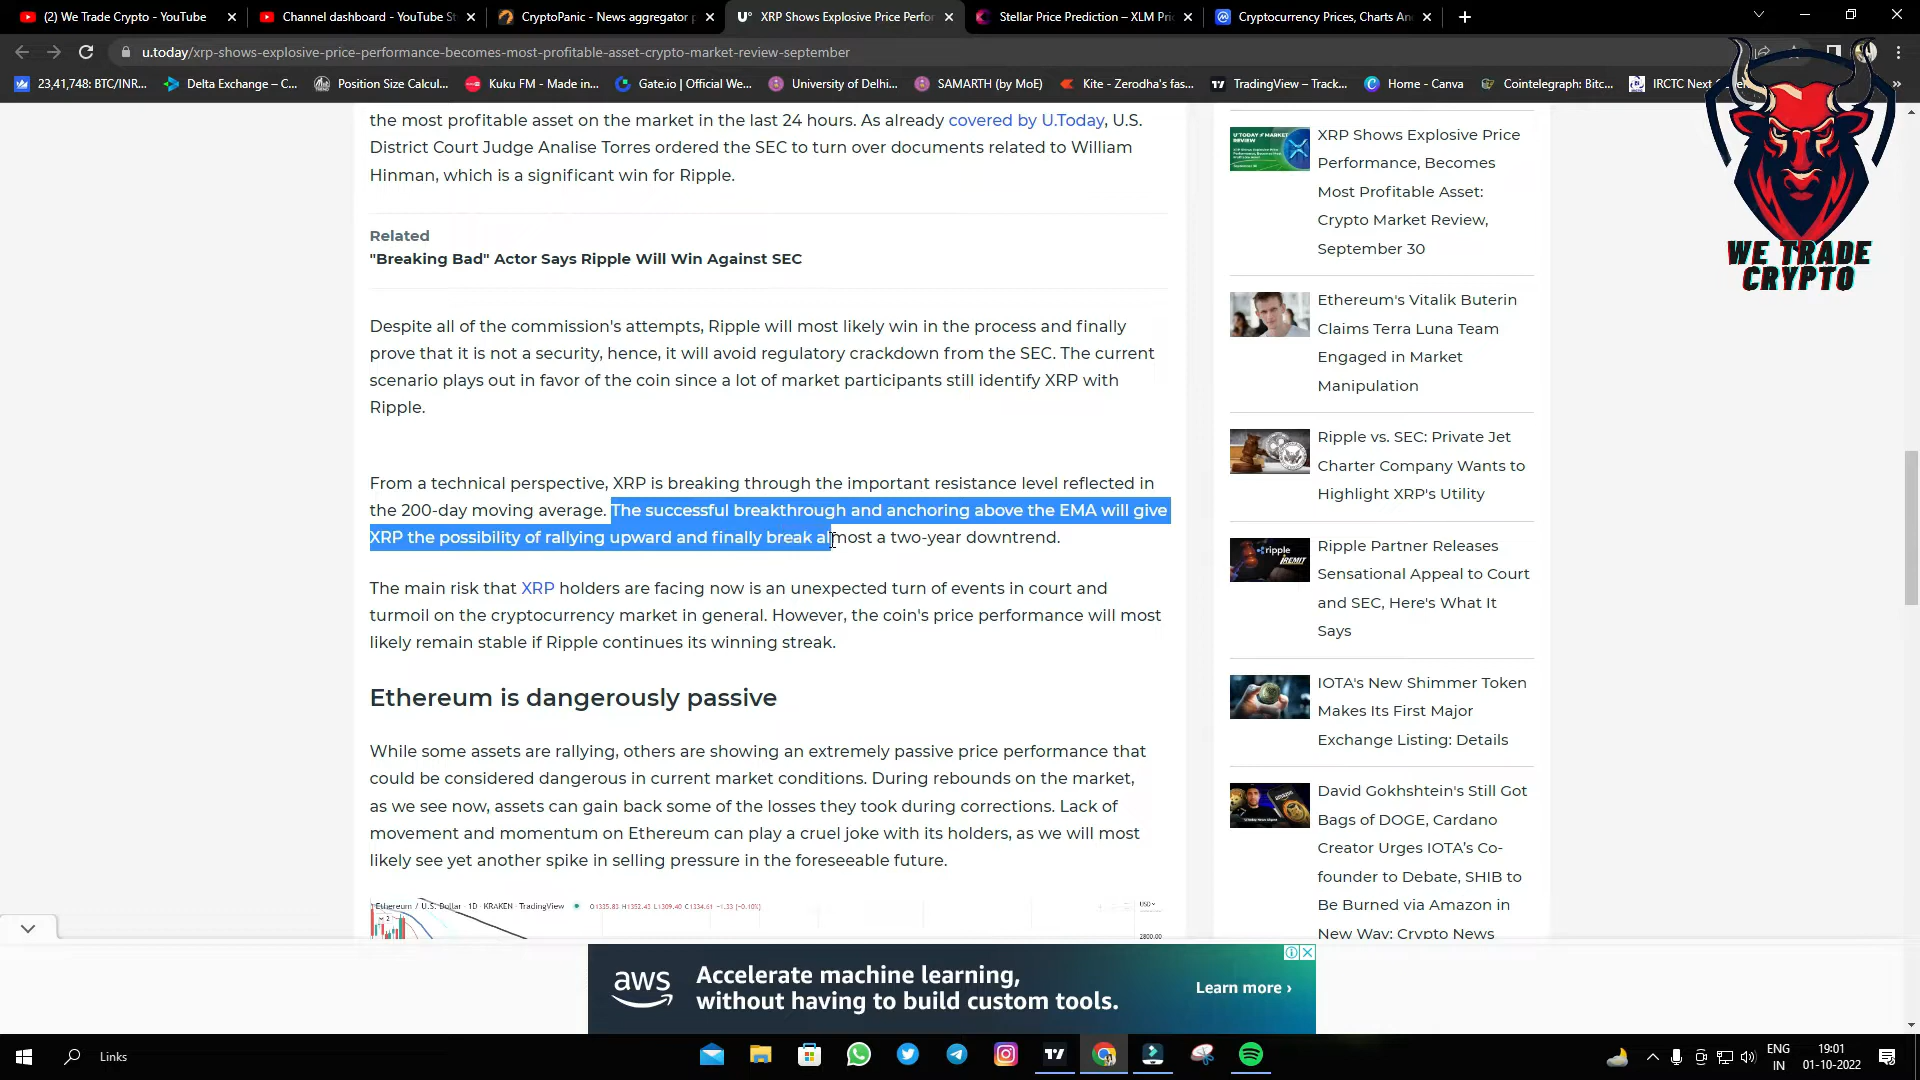 (2) We Trade Crypto - YouTube
Channel dashboard - YouTube St
CryptoPanic - News aggregator p
XRP Shows Explosive Price Perfo
Stellar Price Prediction – XLM Pri
Cryptocurrency Prices, Charts An
u.today/xrp-shows-explosive-price-performance-becomes-most-profitable-asset-crypto-market-review-september
23,41,748: BTC/INR...
Delta Exchange – C...
Position Size Calcul...
Kuku FM - Made in...
Gate.io | Official We...
University of Delhi...
SAMARTH (by MoE)
Kite - Zerodha's fas...
TradingView – Track...
Home - Canva
Cointelegraph: Bitc...
IRCTC Next
the most profitable asset on the market in the last 24 hours. As already covered by U.Today, U.S.
District Court Judge Analise Torres ordered the SEC to turn over documents related to William
Hinman, which is a significant win for Ripple.
Related
"Breaking Bad" Actor Says Ripple Will Win Against SEC
Despite all of the commission's attempts, Ripple will most likely win in the process and finally
prove that it is not a security, hence, it will avoid regulatory crackdown from the SEC. The current
scenario plays out in favor of the coin since a lot of market participants still identify XRP with
Ripple.
From a technical perspective, XRP is breaking through the important resistance level reflected in
the 200-day moving average. The successful breakthrough and anchoring above the EMA will give
XRP the possibility of rallying upward and finally break almost a two-year downtrend.
The main risk that XRP holders are facing now is an unexpected turn of events in court and
turmoil on the cryptocurrency market in general. However, the coin's price performance will most
likely remain stable if Ripple continues its winning streak.
Ethereum is dangerously passive
While some assets are rallying, others are showing an extremely passive price performance that
could be considered dangerous in current market conditions. During rebounds on the market,
as we see now, assets can gain back some of the losses they took during corrections. Lack of
movement and momentum on Ethereum can play a cruel joke with its holders, as we will most
likely see yet another spike in selling pressure in the foreseeable future.
Ethereum / U.S. Dollar · 1D · KRAKEN · TradingView
O1335.83 H1352.43 L1309.40 C1334.61 −1.33 (−0.10%)
USD
2800.00
XRP Shows Explosive Price
Performance, Becomes
Most Profitable Asset:
Crypto Market Review,
September 30
Ethereum's Vitalik Buterin
Claims Terra Luna Team
Engaged in Market
Manipulation
Ripple vs. SEC: Private Jet
Charter Company Wants to
Highlight XRP's Utility
Ripple Partner Releases
Sensational Appeal to Court
and SEC, Here's What It
Says
IOTA's New Shimmer Token
Makes Its First Major
Exchange Listing: Details
David Gokhshtein's Still Got
Bags of DOGE, Cardano
Creator Urges IOTA's Co-
founder to Debate, SHIB to
Be Burned via Amazon in
New Way: Crypto News
WE TRADE
CRYPTO
aws
Accelerate machine learning,
without having to build custom tools.
Learn more ›
Links
ENG
IN
19:01
01-10-2022